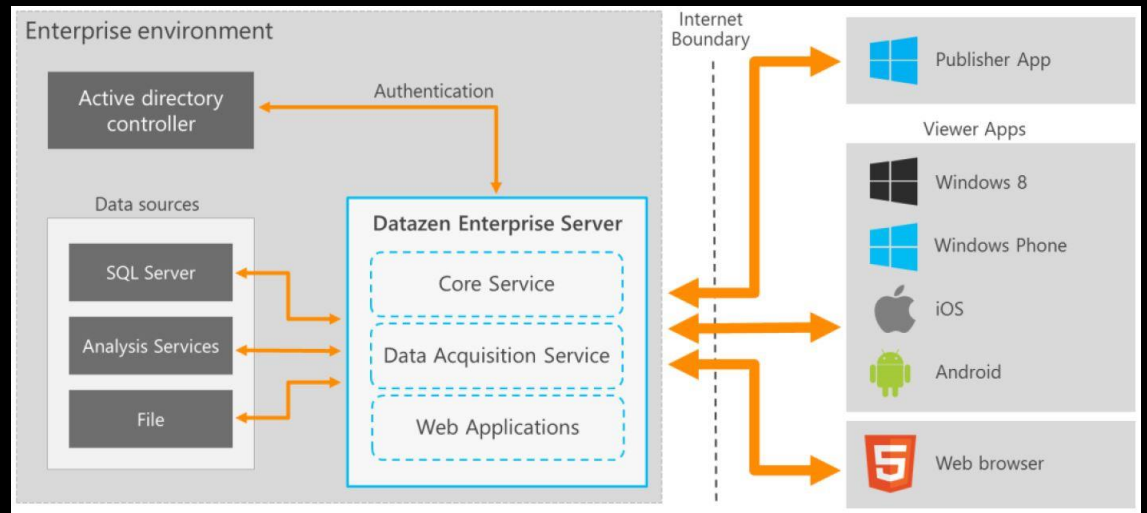 Enterprise environment
Active directory
controller
Authentication
Data sources
SQL Server
Analysis Services
File
Datazen Enterprise Server
Core Service
Data Acquisition Service
Web Applications
Internet
Boundary
Publisher App
Viewer Apps
Windows 8
Windows Phone
iOS
Android
5
Web browser